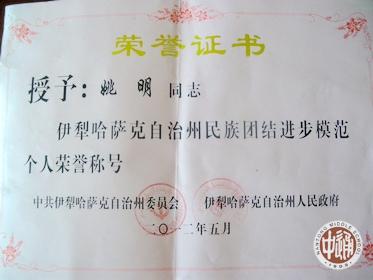 荣誉证书
授予：姚 明 同志
伊犁哈萨克自治州民族团结进步模范
个人荣誉称号
中共伊犁哈萨克自治州委员会 伊犁哈萨克自治州人民政府
二〇一二年五月